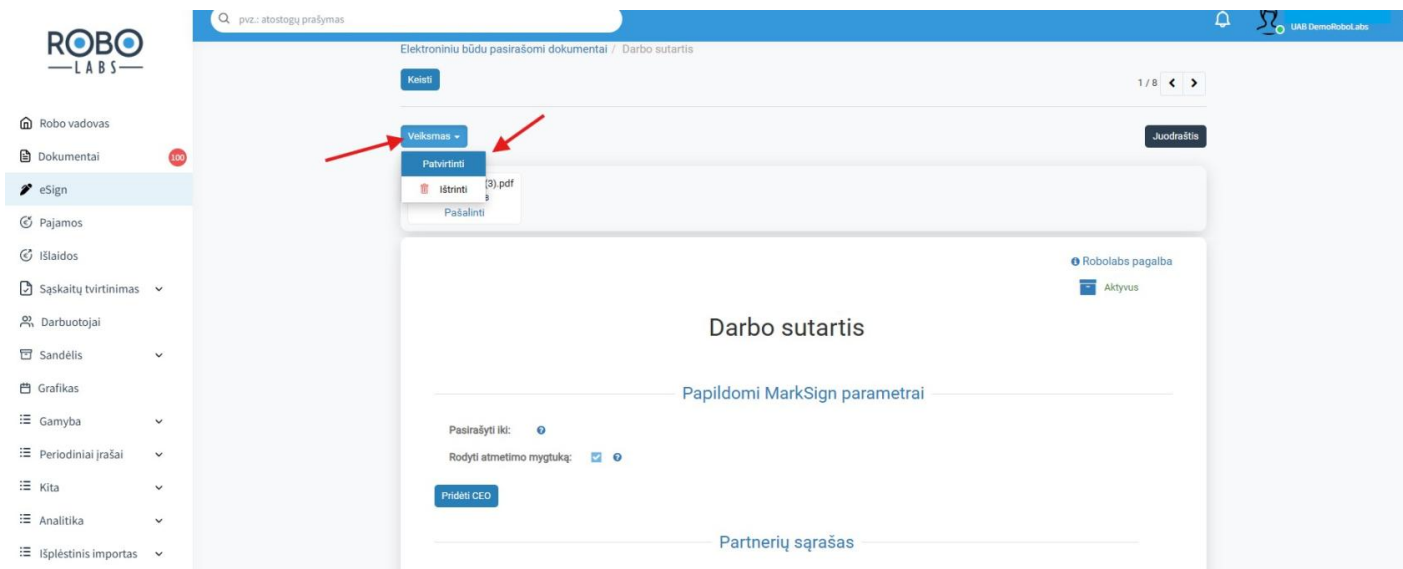 ROBO
LABS
pvz.: atostogų prašymas
UAB DemoRoboLabs
Robo vadovas
Dokumentai
100
eSign
Pajamos
Išlaidos
Sąskaitų tvirtinimas
Darbuotojai
Sandėlis
Grafikas
Gamyba
Periodiniai įrašai
Kita
Analitika
Išplėstinis importas
Elektroniniu būdu pasirašomi dokumentai / Darbo sutartis
Keisti
1 / 8
Veiksmas
Juodraštis
Patvirtinti
Ištrinti
(3).pdf
Pašalinti
Robolabs pagalba
Aktyvus
Darbo sutartis
Papildomi MarkSign parametrai
Pasirašyti iki:
Rodyti atmetimo mygtuką:
Pridėti CEO
Partnerių sąrašas